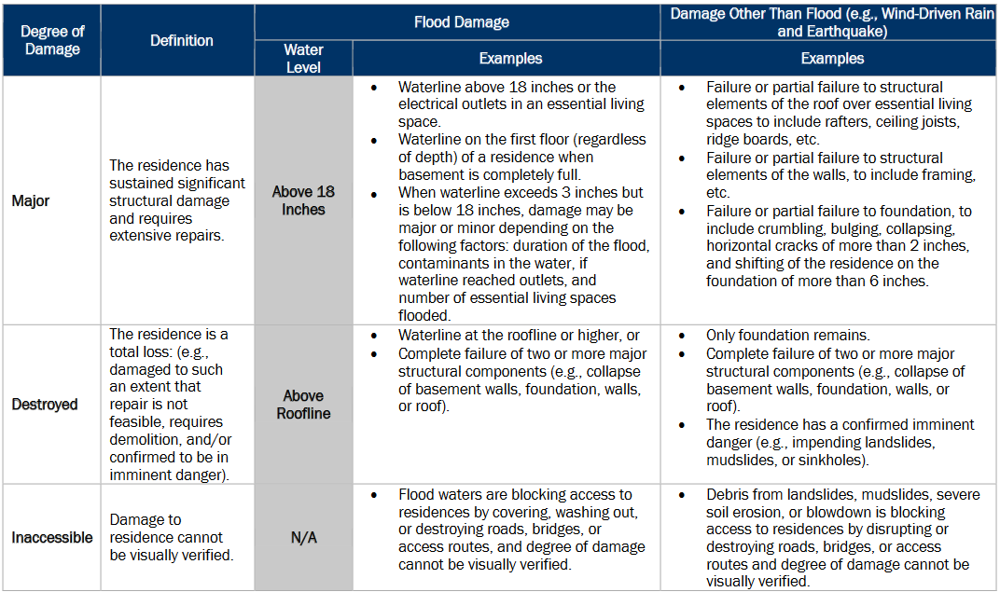 Degree of
Damage
Definition
Flood Damage
Damage Other Than Flood (e.g., Wind-Driven Rain
and Earthquake)
Water
Level
Examples
Examples
Major
The residence has
sustained significant
structural damage
and requires
extensive repairs.
Above 18
Inches
• Waterline above 18 inches or the
electrical outlets in an essential living
space.
• Waterline on the first floor (regardless
of depth) of a residence when
basement is completely full.
• When waterline exceeds 3 inches but
is below 18 inches, damage may be
major or minor depending on the
following factors: duration of the flood,
contaminants in the water, if
waterline reached outlets, and
number of essential living spaces
flooded.
• Failure or partial failure to structural
elements of the roof over essential living
spaces to include rafters, ceiling joists,
ridge boards, etc.
• Failure or partial failure to structural
elements of the walls, to include framing,
etc.
• Failure or partial failure to foundation, to
include crumbling, bulging, collapsing,
horizontal cracks of more than 2 inches,
and shifting of the residence on the
foundation of more than 6 inches.
Destroyed
The residence is a
total loss: (e.g.,
damaged to such
an extent that
repair is not
feasible, requires
demolition, and/or
confirmed to be in
imminent danger).
Above
Roofline
• Waterline at the roofline or higher, or
• Complete failure of two or more major
structural components (e.g., collapse
of basement walls, foundation, walls,
or roof).
• Only foundation remains.
• Complete failure of two or more major
structural components (e.g., collapse of
basement walls, foundation, walls, or
roof).
• The residence has a confirmed imminent
danger (e.g., impending landslides,
mudslides, or sinkholes).
Inaccessible
Damage to
residence cannot
be visually verified.
N/A
• Flood waters are blocking access to
residences by covering, washing out,
or destroying roads, bridges, or
access routes, and degree of damage
cannot be visually verified.
• Debris from landslides, mudslides, severe
soil erosion, or blowdown is blocking
access to residences by disrupting or
destroying roads, bridges, or access
routes and degree of damage cannot be
visually verified.